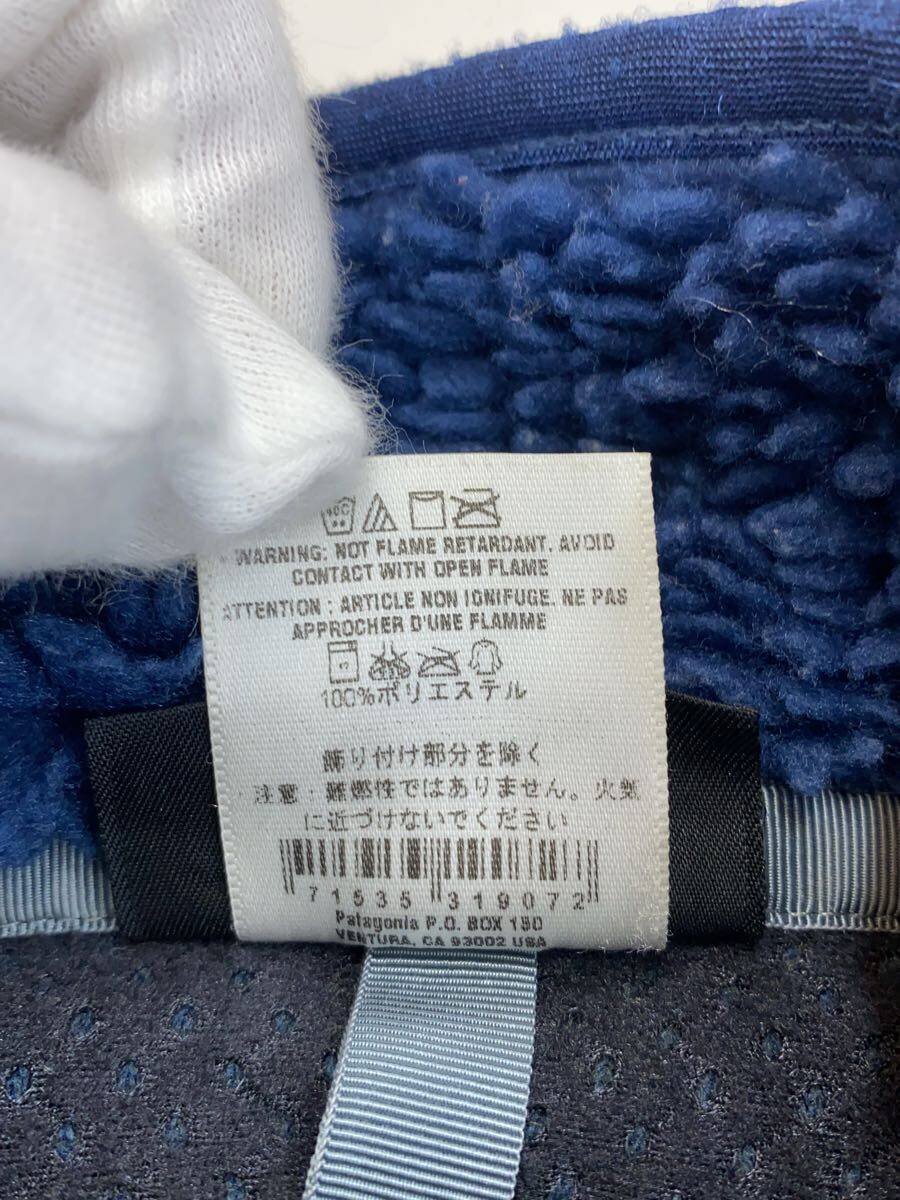 WARNING: NOT FLAME RETARDANT. AVOID
CONTACT WITH OPEN FLAME
ATTENTION : ARTICLE NON IGNIFUGE. NE PAS
APPROCHER D'UNE FLAMME
100%ポリエステル
飾り付け部分を除く
注意：難燃性ではありません。火気
に近づけないでください
71535 319072
Patagonia P.O. BOX 150
VENTURA, CA 93002 USA